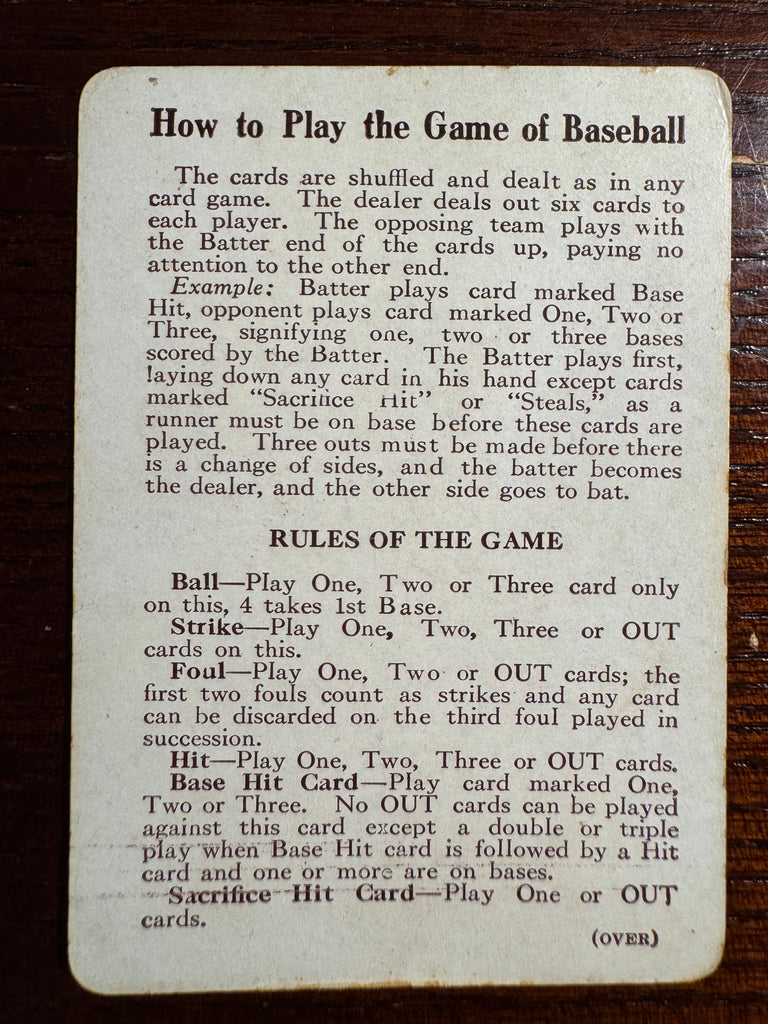 How to Play the Game of Baseball
The cards are shuffled and dealt as in any
card game. The dealer deals out six cards to
each player. The opposing team plays with
the Batter end of the cards up, paying no
attention to the other end.
Example: Batter plays card marked Base
Hit, opponent plays card marked One, Two or
Three, signifying one, two or three bases
scored by the Batter. The Batter plays first,
laying down any card in his hand except cards
marked "Sacrifice Hit" or "Steals," as a
runner must be on base before these cards are
played. Three outs must be made before there
is a change of sides, and the batter becomes
the dealer, and the other side goes to bat.
RULES OF THE GAME
Ball—Play One, Two or Three card only
on this, 4 takes 1st Base.
Strike—Play One, Two, Three or OUT
cards on this.
Foul—Play One, Two or OUT cards; the
first two fouls count as strikes and any card
can be discarded on the third foul played in
succession.
Hit—Play One, Two, Three or OUT cards.
Base Hit Card—Play card marked One,
Two or Three. No OUT cards can be played
against this card except a double or triple
play when Base Hit card is followed by a Hit
card and one or more are on bases.
Sacrifice Hit Card—Play One or OUT
cards.
(OVER)